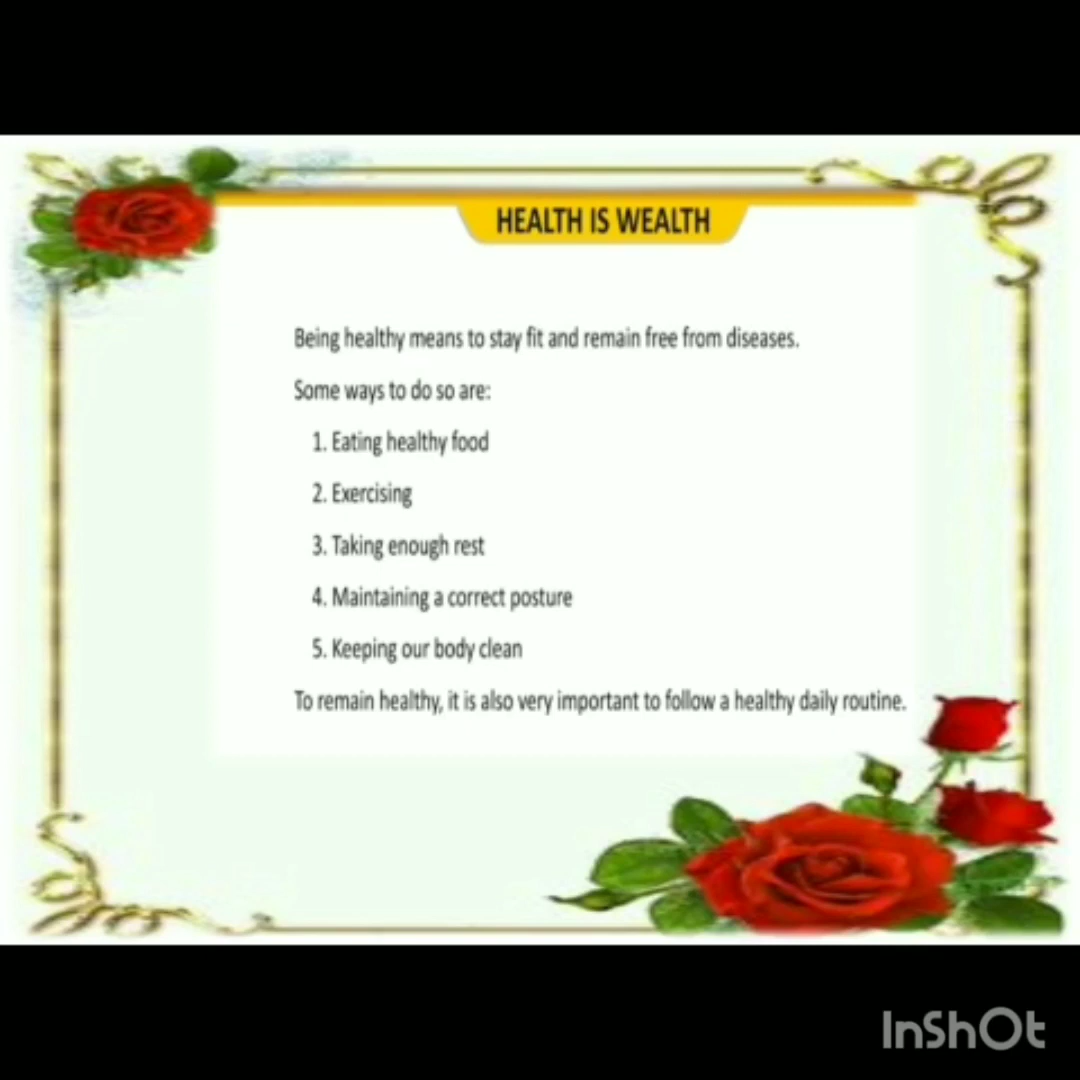 HEALTH IS WEALTH
Being healthy means to stay fit and remain free from diseases.
Some ways to do so are:
1. Eating healthy food
2. Exercising
3. Taking enough rest
4. Maintaining a correct posture
5. Keeping our body clean
To remain healthy, it is also very important to follow a healthy daily routine.
InShOt